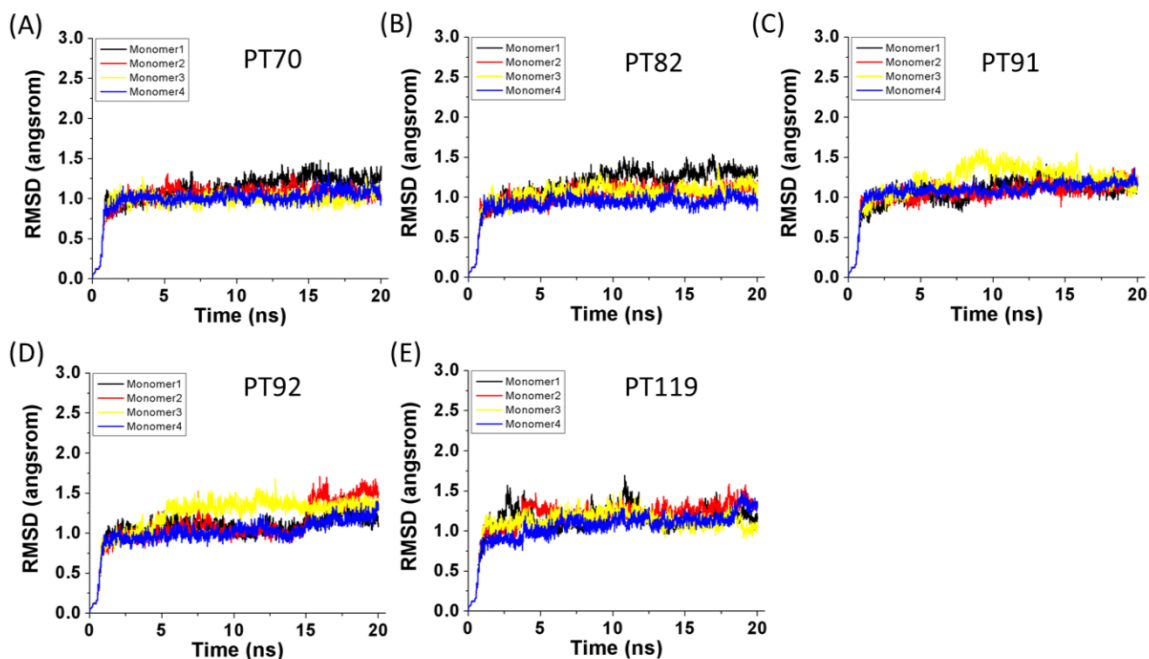 (A)
PT70
Monomer1
Monomer2
Monomer3
Monomer4
RMSD (angsrom)
3.0
2.5
2.0
1.5
1.0
0.5
0.0
0 5 10 15 20
Time (ns)
(B)
PT82
Monomer1
Monomer2
Monomer3
Monomer4
RMSD (angsrom)
3.0
2.5
2.0
1.5
1.0
0.5
0.0
0 5 10 15 20
Time (ns)
(C)
PT91
Monomer1
Monomer2
Monomer3
Monomer4
RMSD (angsrom)
3.0
2.5
2.0
1.5
1.0
0.5
0.0
0 5 10 15 20
Time (ns)
(D)
PT92
Monomer1
Monomer2
Monomer3
Monomer4
RMSD (angsrom)
3.0
2.5
2.0
1.5
1.0
0.5
0.0
0 5 10 15 20
Time (ns)
(E)
PT119
Monomer1
Monomer2
Monomer3
Monomer4
RMSD (angsrom)
3.0
2.5
2.0
1.5
1.0
0.5
0.0
0 5 10 15 20
Time (ns)